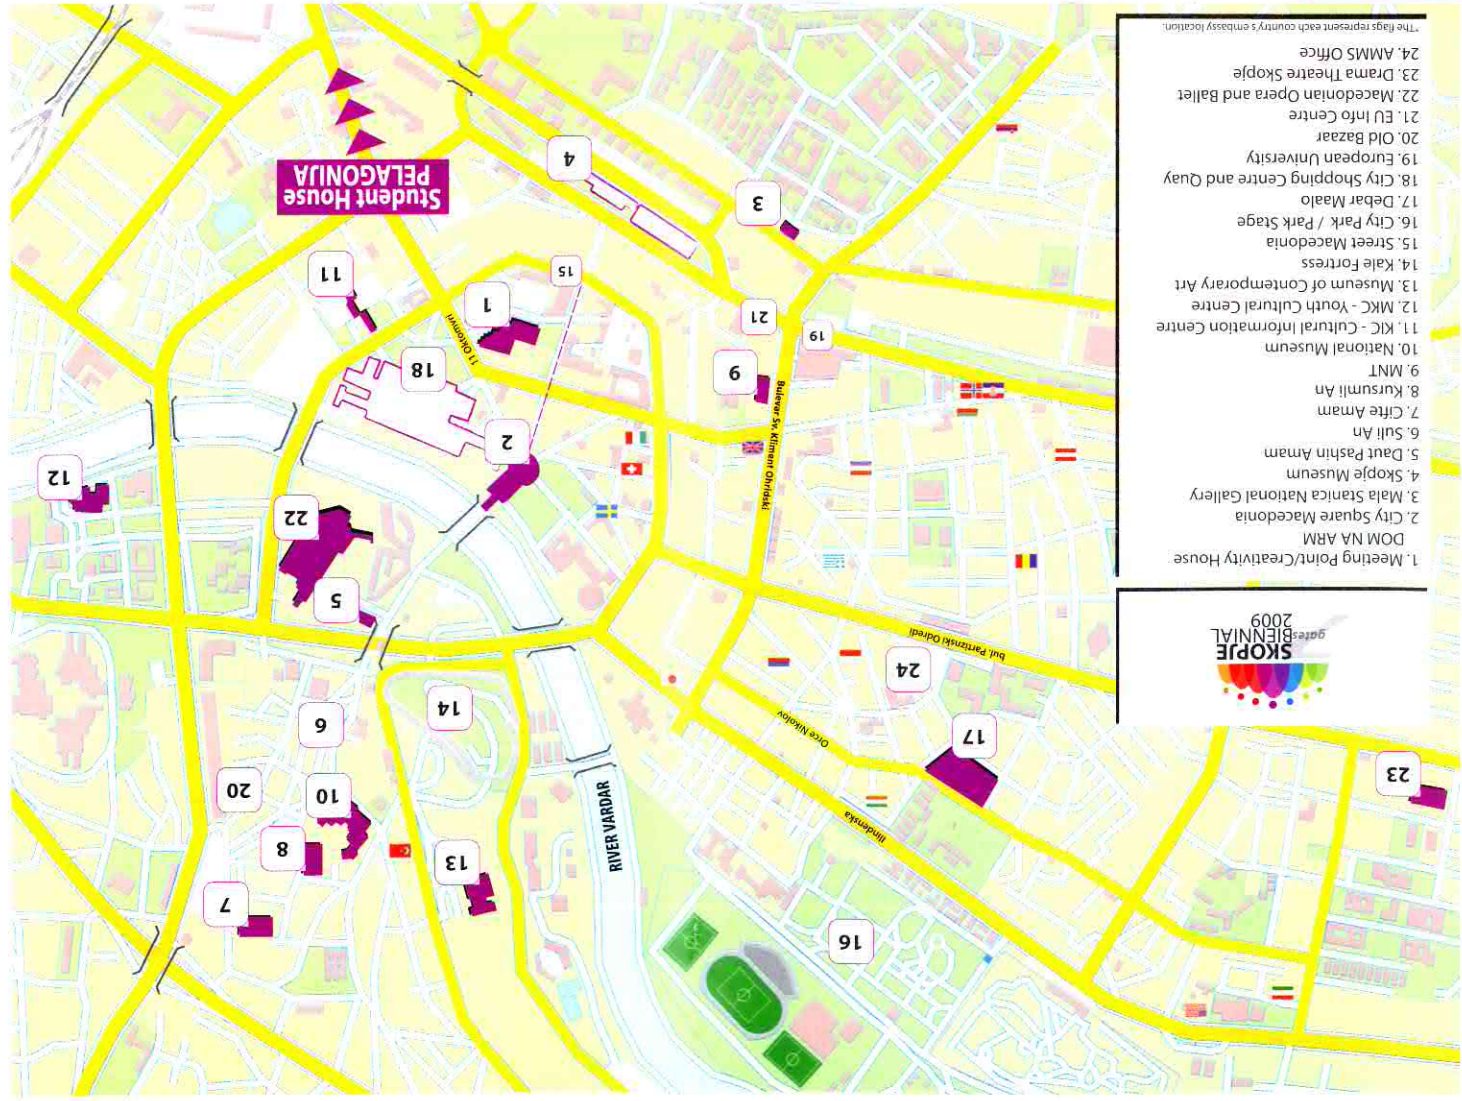 SKOPJE
gates BIENNIAL
2009
1. Meeting Point/Creativity House
DOM NA ARM
2. City Square Macedonia
3. Mala Stanica National Gallery
4. Skopje Museum
5. Daut Pashin Amam
6. Suli An
7. Čifte Amam
8. Kursumli An
9. MNT
10. National Museum
11. KIC - Cultural Information Centre
12. MKC - Youth Cultural Centre
13. Museum of Contemporary Art
14. Kale Fortress
15. Street Macedonia
16. City Park / Park Stage
17. Debar Maalo
18. City Shopping Centre and Quay
19. European University
20. Old Bazaar
21. EU Info Centre
22. Macedonian Opera and Ballet
23. Drama Theatre Skopje
24. AMMS Office
*The flags represent each country's embassy location.
16
7
13
8
10
20
23
Ilindenska
RIVER VARDAR
17
Orce Nikolov
6
14
24
bul. Partiznski Odredi
5
22
12
2
Bulevar Sv. Kliment Ohridski
9
18
11 Oktomvri
19
21
1
11
15
3
Student House
PELAGONIJA
4